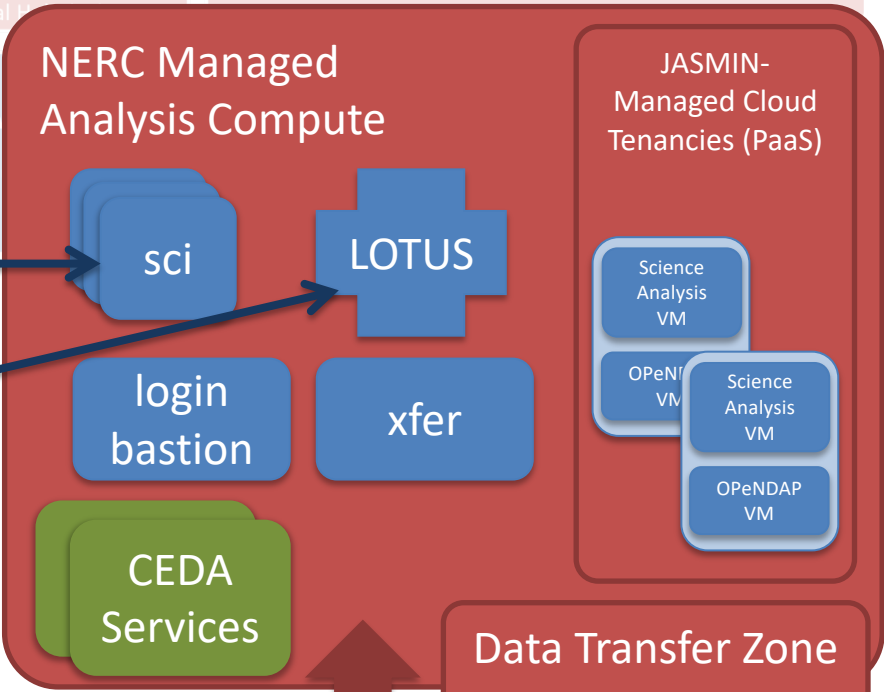 NERC Managed
Analysis Compute
JASMIN-
Managed Cloud
Tenancies (PaaS)
sci
LOTUS
login
bastion
xfer
Science
Analysis
VM
Science
Analysis
VM
OPeNDAP
VM
CEDA
Services
Data Transfer Zone